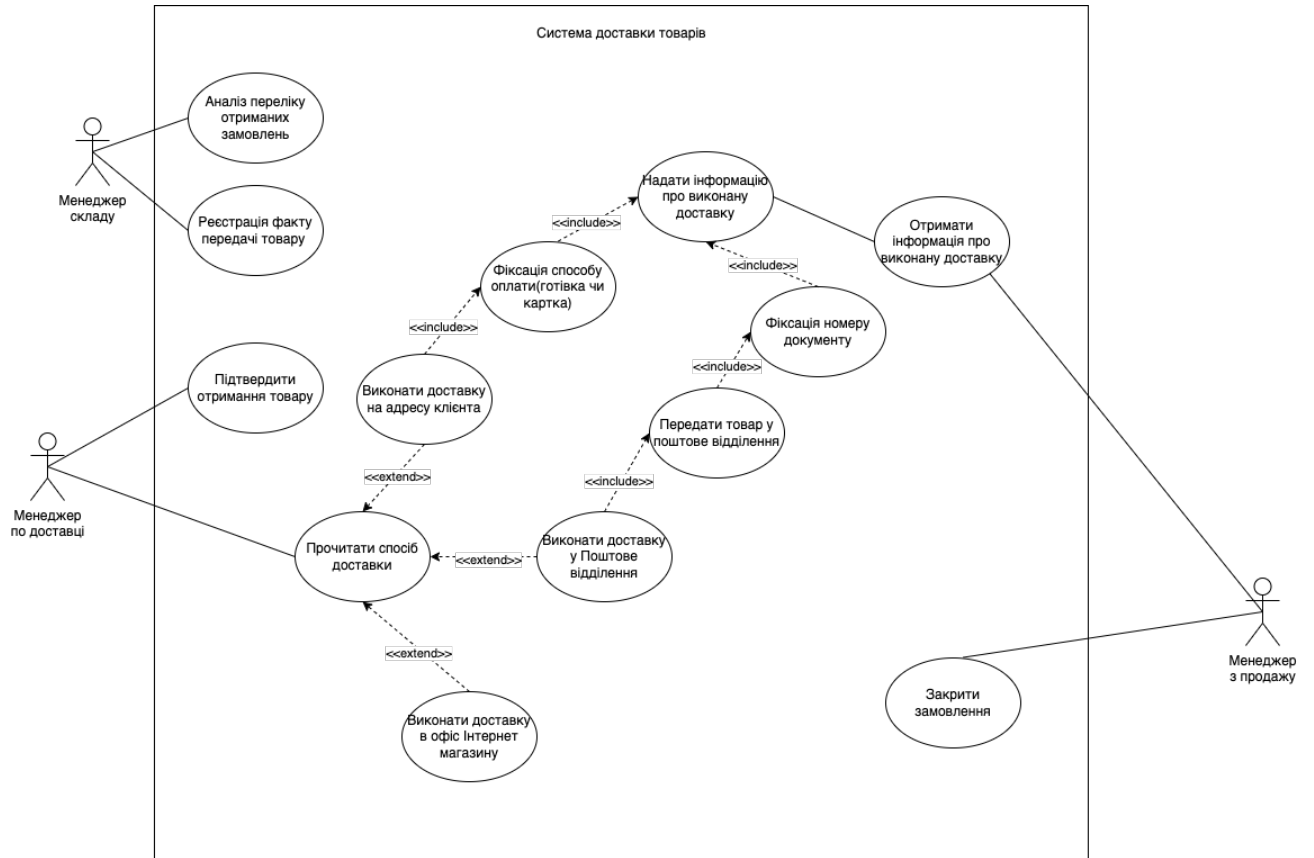 Система доставки товарів
Аналіз переліку
отриманих
замовлень
Менеджер
складу
Реєстрація факту
передачі товару
Надати інформацію
про виконану
доставку
<<include>>
Отримати
інформація про
виконану доставку
Фіксація способу
оплати(готівка чи
картка)
<<include>>
<<include>>
Фіксація номеру
документу
<<include>>
Підтвердити
отримання товару
Виконати доставку
на адресу клієнта
Передати товар у
поштове відділення
<<extend>>
<<include>>
Менеджер
по доставці
Прочитати спосіб
доставки
<<extend>>
Виконати доставку
у Поштове
відділення
<<extend>>
Менеджер
з продажу
Виконати доставку
в офіс Інтернет
магазину
Закрити
замовлення